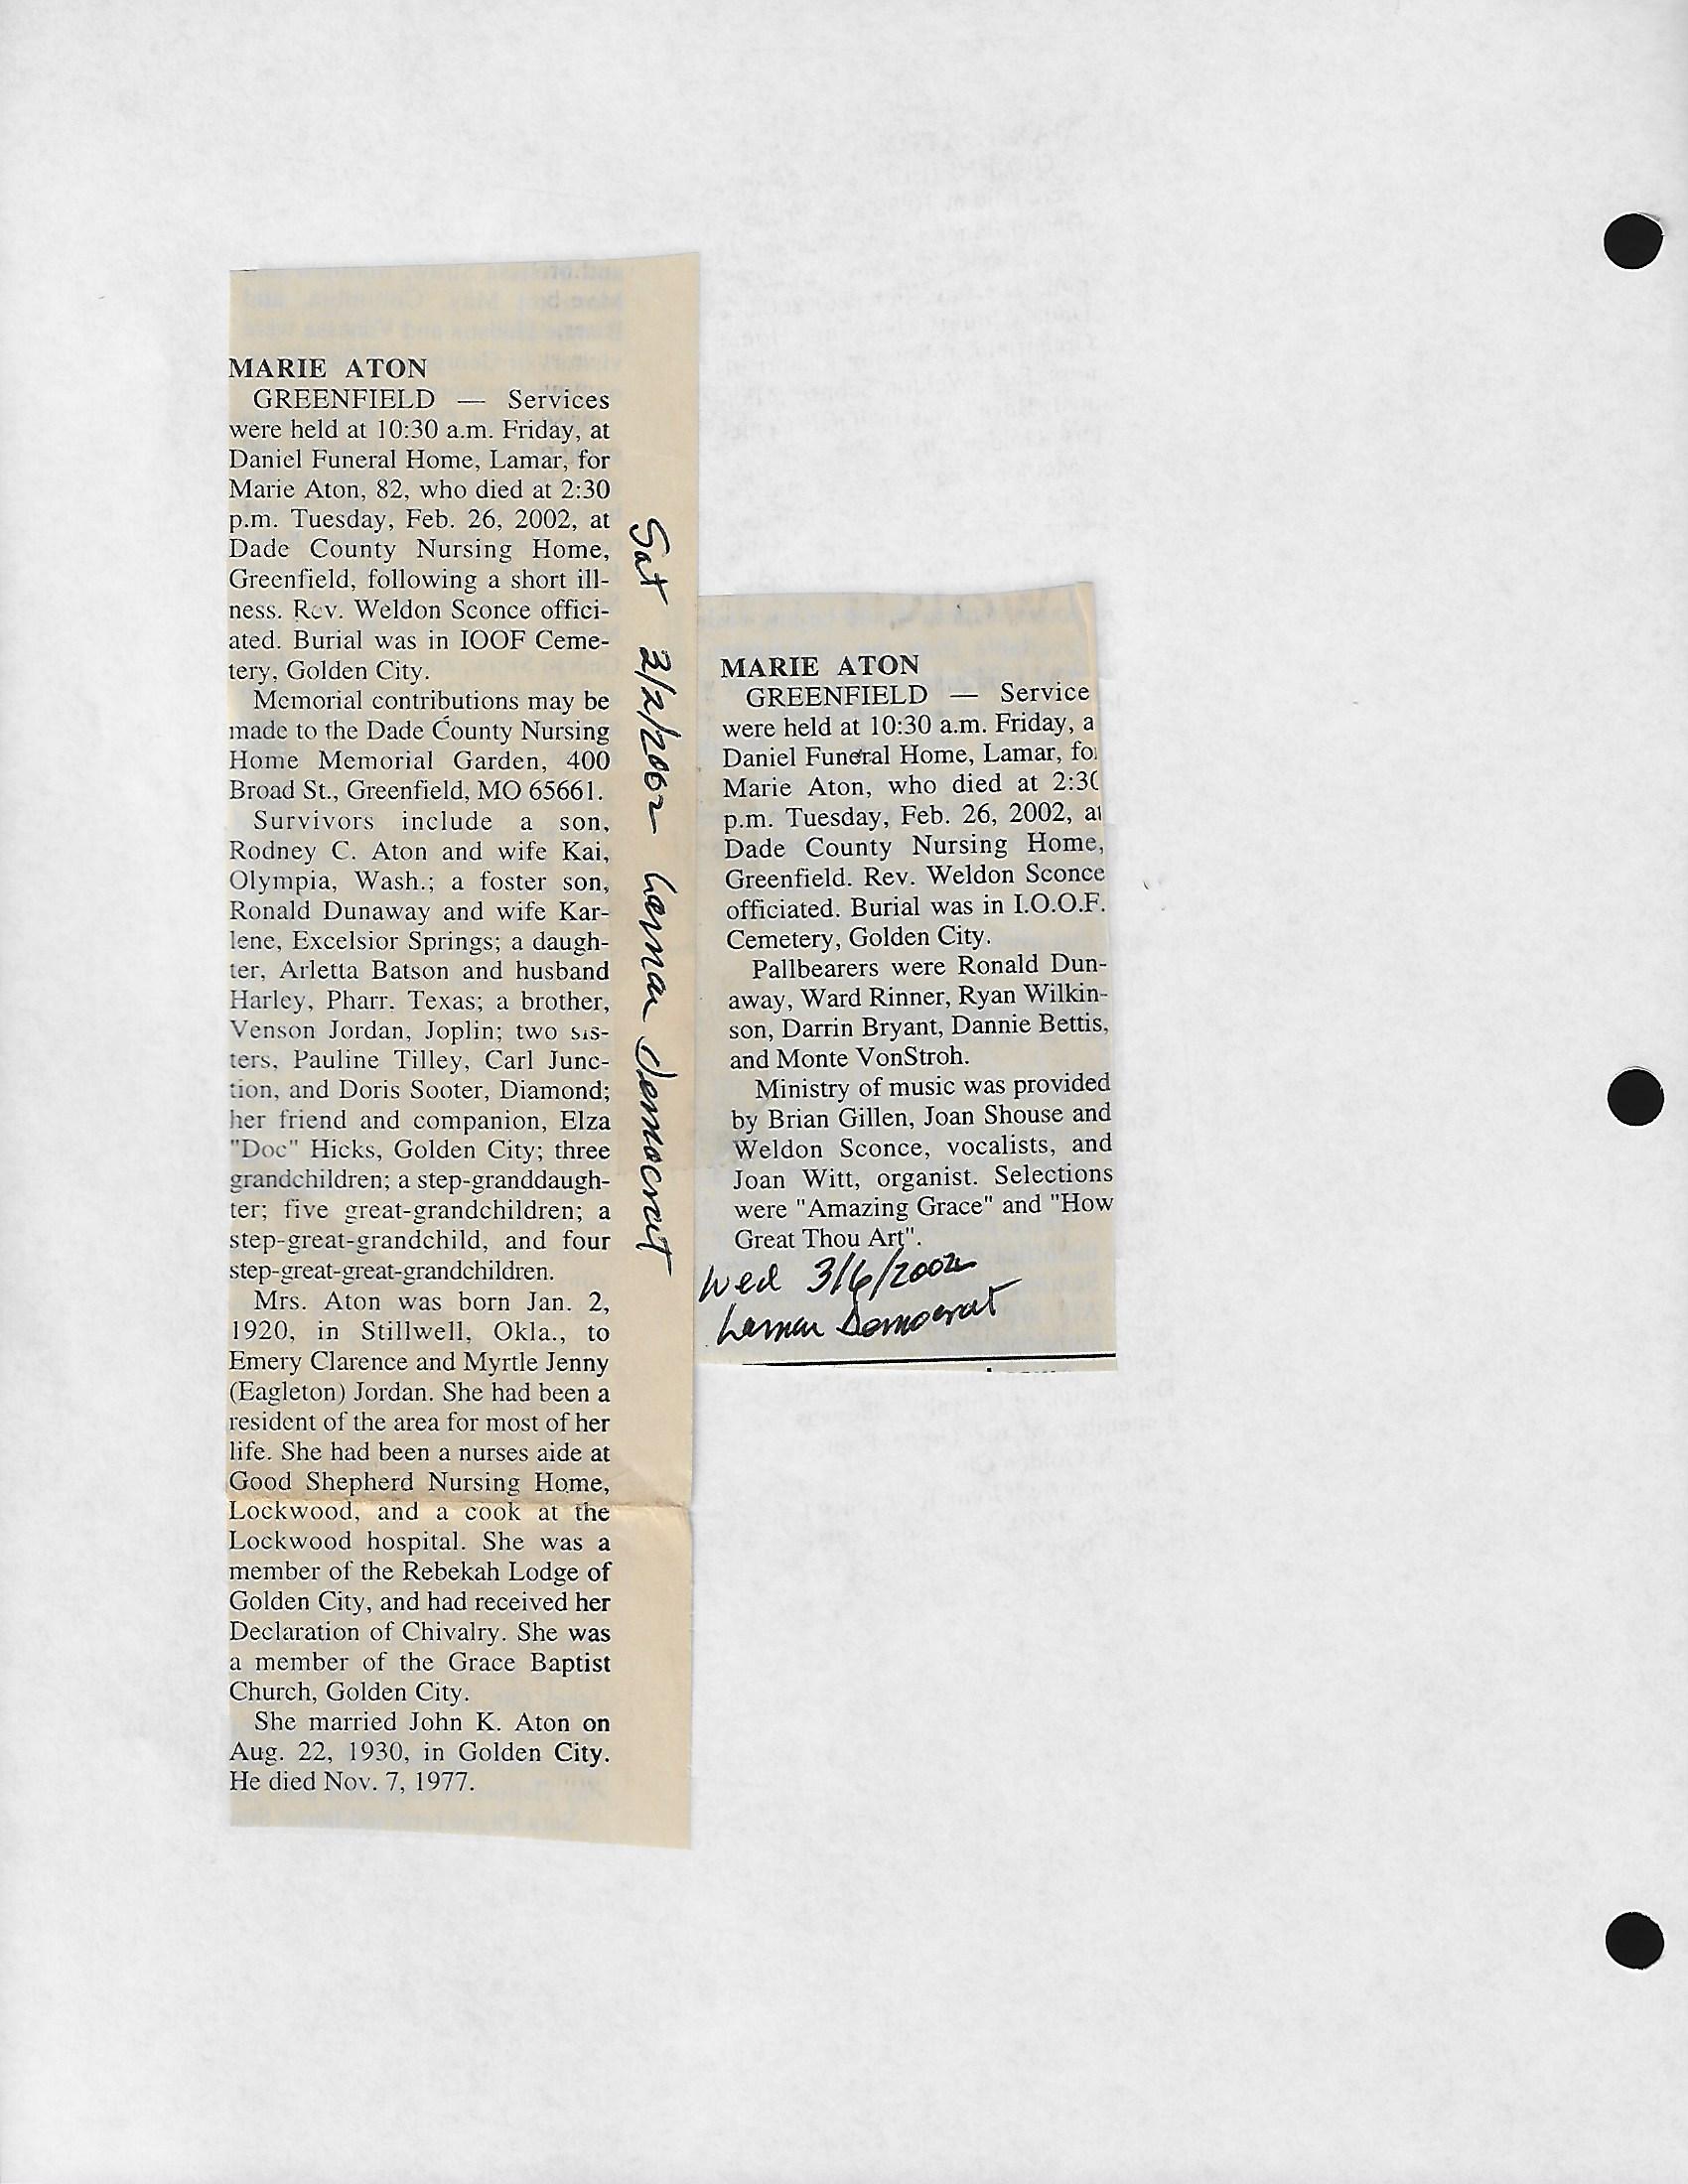 MARIE ATON
GREENFIELD — Services
were held at 10:30 a.m. Friday, at
Daniel Funeral Home, Lamar, for
Marie Aton, 82, who died at 2:30
p.m. Tuesday, Feb. 26, 2002, at
Dade County Nursing Home,
Greenfield, following a short ill-
ness. Rev. Weldon Sconce offici-
ated. Burial was in IOOF Ceme-
tery, Golden City.
Memorial contributions may be
made to the Dade County Nursing
Home Memorial Garden, 400
Broad St., Greenfield, MO 65661.
Survivors include a son,
Rodney C. Aton and wife Kai,
Olympia, Wash.; a foster son,
Ronald Dunaway and wife Kar-
lene, Excelsior Springs; a daugh-
ter, Arletta Batson and husband
Harley, Pharr. Texas; a brother,
Venson Jordan, Joplin; two sis-
ters, Pauline Tilley, Carl Junc-
tion, and Doris Sooter, Diamond;
her friend and companion, Elza
"Doc" Hicks, Golden City; three
grandchildren; a step-granddaugh-
ter; five great-grandchildren; a
step-great-grandchild, and four
step-great-great-grandchildren.
Mrs. Aton was born Jan. 2,
1920, in Stillwell, Okla., to
Emery Clarence and Myrtle Jenny
(Eagleton) Jordan. She had been a
resident of the area for most of her
life. She had been a nurses aide at
Good Shepherd Nursing Home,
Lockwood, and a cook at the
Lockwood hospital. She was a
member of the Rebekah Lodge of
Golden City, and had received her
Declaration of Chivalry. She was
a member of the Grace Baptist
Church, Golden City.
She married John K. Aton on
Aug. 22, 1930, in Golden City.
He died Nov. 7, 1977.
Sat 3/2/2002 Lamar Democrat
MARIE ATON
GREENFIELD — Service
were held at 10:30 a.m. Friday, a
Daniel Funeral Home, Lamar, for
Marie Aton, who died at 2:30
p.m. Tuesday, Feb. 26, 2002, at
Dade County Nursing Home,
Greenfield. Rev. Weldon Sconce
officiated. Burial was in I.O.O.F.
Cemetery, Golden City.
Pallbearers were Ronald Dun-
away, Ward Rinner, Ryan Wilkin-
son, Darrin Bryant, Dannie Bettis,
and Monte VonStroh.
Ministry of music was provided
by Brian Gillen, Joan Shouse and
Weldon Sconce, vocalists, and
Joan Witt, organist. Selections
were "Amazing Grace" and "How
Great Thou Art".
Wed 3/6/2002
Lamar Democrat